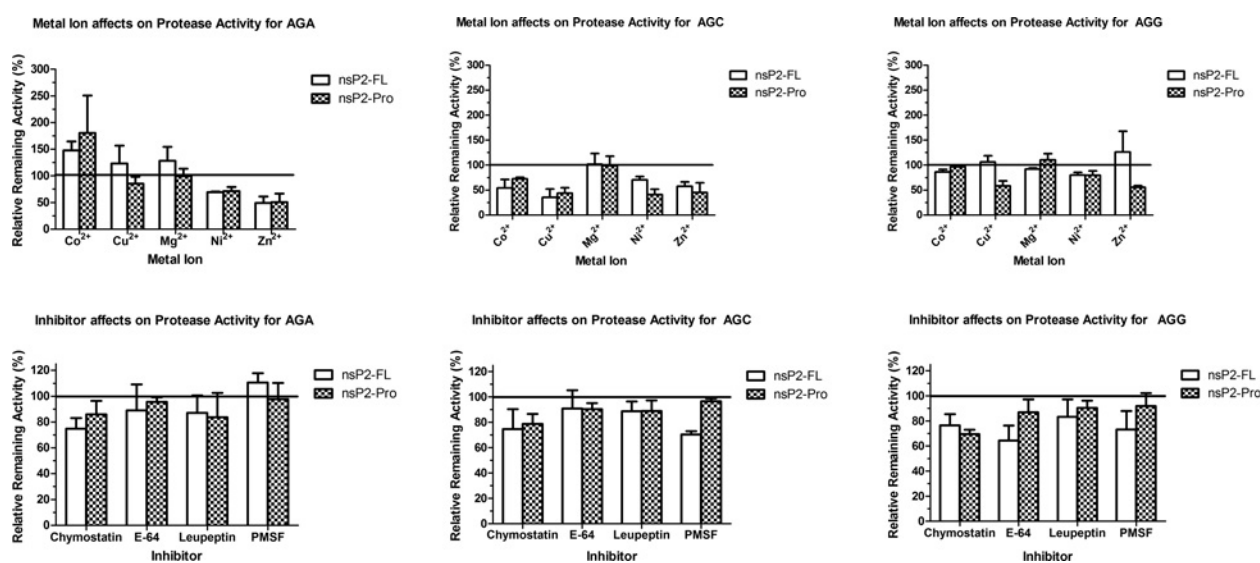 Metal Ion affects on Protease Activity for AGA
Relative Remaining Activity (%)
300
250
200
150
100
50
0
Co2+
Cu2+
Mg2+
Ni2+
Zn2+
Metal Ion
nsP2-FL
nsP2-Pro
Metal Ion affects on Protease Activity for AGC
Relative Remaining Activity (%)
300
250
200
150
100
50
0
Co2+
Cu2+
Mg2+
Ni2+
Zn2+
Metal Ion
nsP2-FL
nsP2-Pro
Metal Ion affects on Protease Activity for AGG
Relative Remaining Activity (%)
300
250
200
150
100
50
0
Co2+
Cu2+
Mg2+
Ni2+
Zn2+
Metal Ion
nsP2-FL
nsP2-Pro
Inhibitor affects on Protease Activity for AGA
Relative Remaining Activity (%)
120
100
80
60
40
20
0
Chymostatin E-64 Leupeptin PMSF
Inhibitor
nsP2-FL
nsP2-Pro
Inhibitor affects on Protease Activity for AGC
Relative Remaining Activity (%)
120
100
80
60
40
20
0
Chymostatin E-64 Leupeptin PMSF
Inhibitor
nsP2-FL
nsP2-Pro
Inhibitor affects on Protease Activity for AGG
Relative Remaining Activity (%)
120
100
80
60
40
20
0
Chymostatin E-64 Leupeptin PMSF
Inhibitor
nsP2-FL
nsP2-Pro